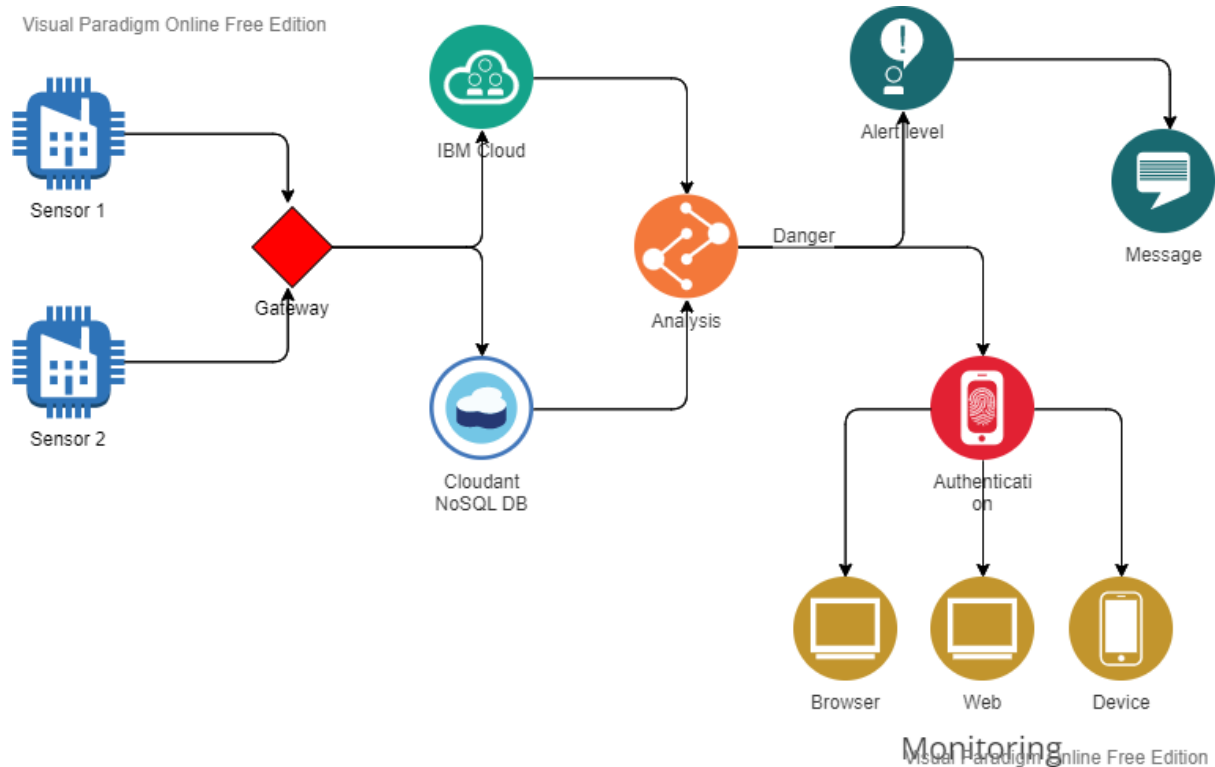 Visual Paradigm Online Free Edition
Sensor 1
Sensor 2
Gateway
IBM Cloud
Cloudant
NoSQL DB
Analysis
Danger
Alert level
Message
Authenticati
on
Browser
Web
Device
Monitoring
Visual Paradigm Online Free Edition